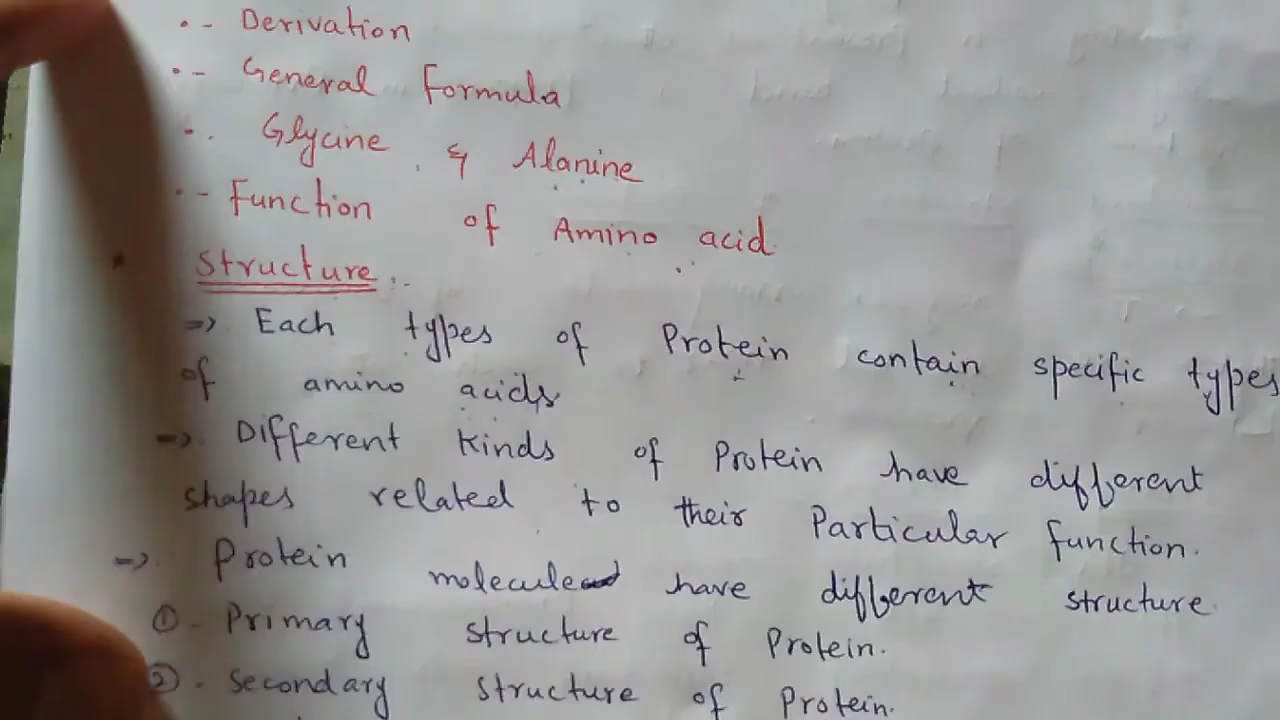 ·- Derivation
·- General Formula
·. Glycine & Alanine
·- Function of Amino acid
Structure :-
=> Each types of Protein contain specific types
of amino acids
=> Different Kinds of Protein have different
shapes related to their Particular function.
=> Protein molecule have different structure
① - Primary structure of Protein.
② - Secondary structure of Protein.